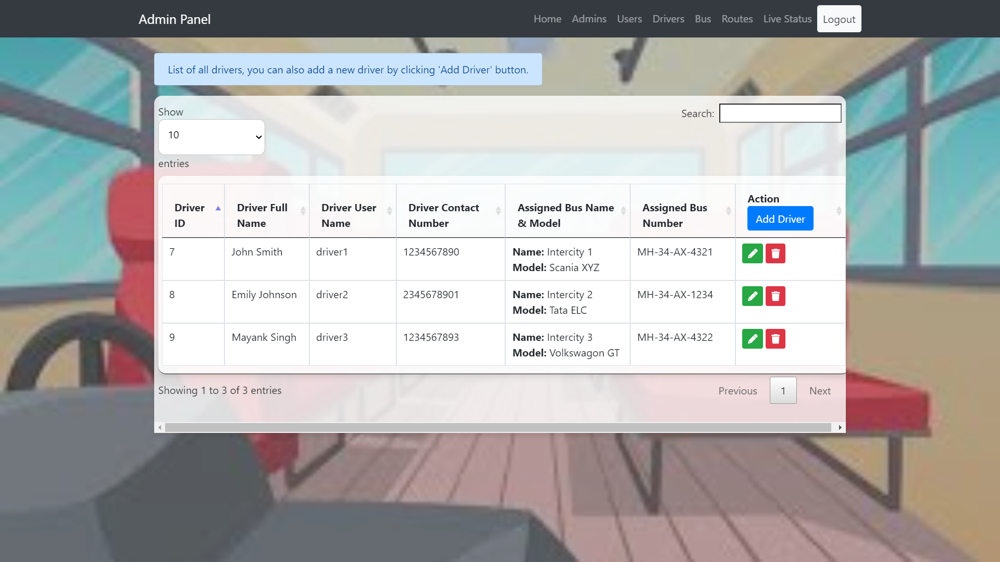 Admin Panel
Home Admins Users Drivers Bus Routes Live Status Logout
List of all drivers, you can also add a new driver by clicking 'Add Driver' button.
Show
Search:
10
entries
Driver ID
Driver Full Name
Driver User Name
Driver Contact Number
Assigned Bus Name & Model
Assigned Bus Number
Action
Add Driver
7 John Smith driver1 1234567890 Name: Intercity 1 MH-34-AX-4321
Model: Scania XYZ
8 Emily Johnson driver2 2345678901 Name: Intercity 2 MH-34-AX-1234
Model: Tata ELC
9 Mayank Singh driver3 1234567893 Name: Intercity 3 MH-34-AX-4322
Model: Volkswagon GT
Showing 1 to 3 of 3 entries
Previous 1 Next